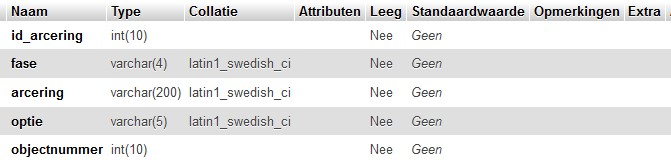 Naam Type Collatie Attributen Leeg Standaardwaarde Opmerkingen Extra
id_arcering int(10) Nee Geen
fase varchar(4) latin1_swedish_ci Nee Geen
arcering varchar(200) latin1_swedish_ci Nee Geen
optie varchar(5) latin1_swedish_ci Nee Geen
objectnummer int(10) Nee Geen